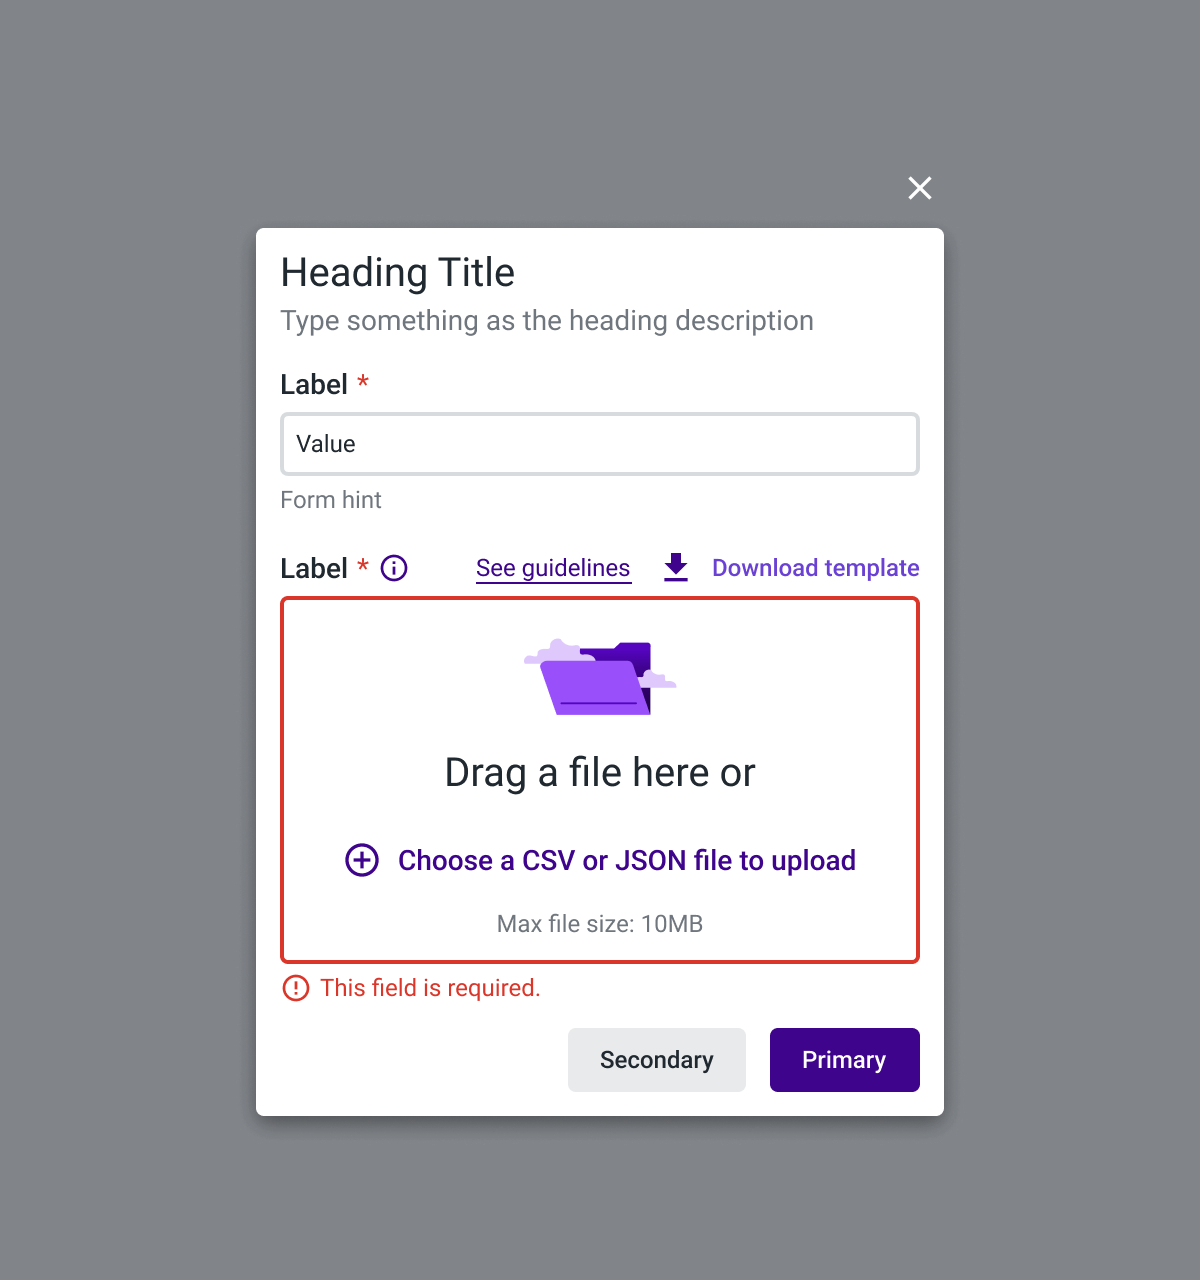 Heading Title
Type something as the heading description
Label *
Value
Form hint
Label * See guidelines Download template
Drag a file here or
Choose a CSV or JSON file to upload
Max file size: 10MB
This field is required.
Secondary Primary